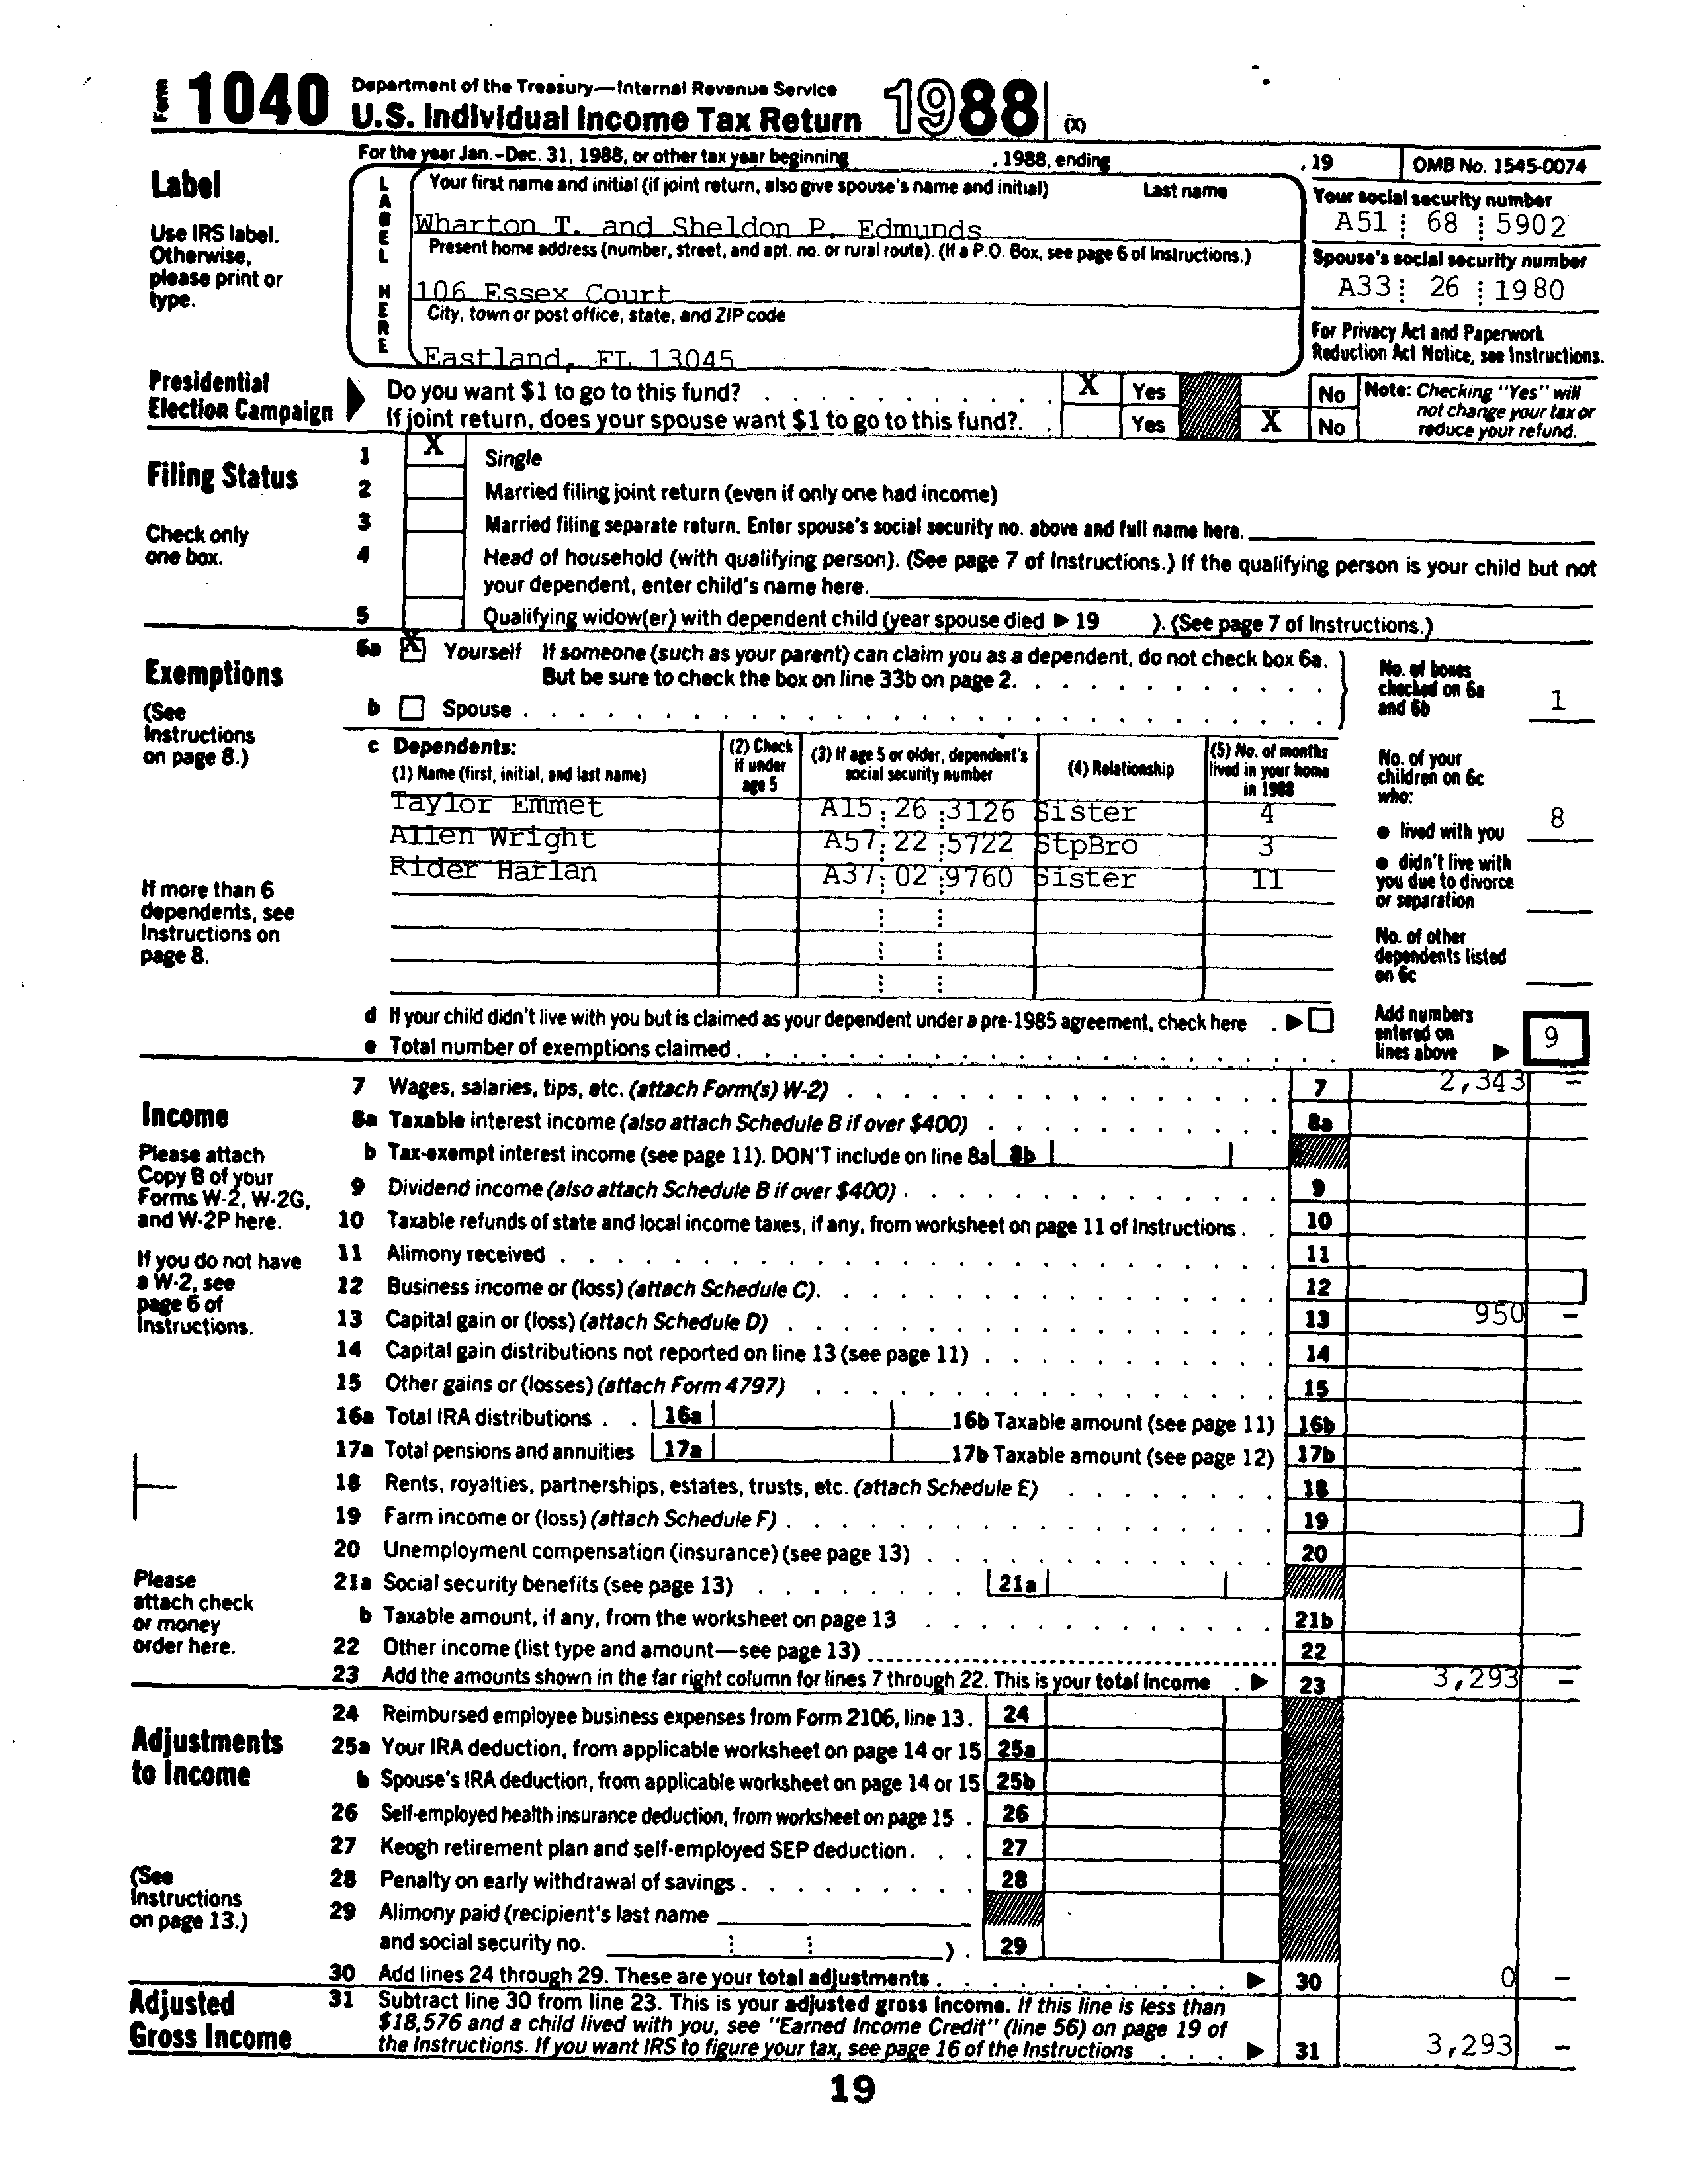 Form 1040 Department of the Treasury—Internal Revenue Service
U.S. Individual Income Tax Return 1988 (X)
For the year Jan.-Dec. 31, 1988, or other tax year beginning , 1988, ending , 19 OMB No. 1545-0074
Label
Use IRS label.
Otherwise,
please print or
type.
LABEL HERE
Your first name and initial (if joint return, also give spouse's name and initial) Last name
Wharton T. and Sheldon P. Edmunds
Present home address (number, street, and apt. no. or rural route). (If a P.O. Box, see page 6 of Instructions.)
106 Essex Court
City, town or post office, state, and ZIP code
Eastland, FL 13045
Your social security number
A51 68 5902
Spouse's social security number
A33 26 1980
For Privacy Act and Paperwork
Reduction Act Notice, see Instructions.
Presidential
Election Campaign
Do you want $1 to go to this fund? X Yes No
If joint return, does your spouse want $1 to go to this fund?. Yes X No
Note: Checking "Yes" will
not change your tax or
reduce your refund.
Filing Status
Check only
one box.
1 X Single
2 Married filing joint return (even if only one had income)
3 Married filing separate return. Enter spouse's social security no. above and full name here.
4 Head of household (with qualifying person). (See page 7 of Instructions.) If the qualifying person is your child but not
your dependent, enter child's name here.
5 Qualifying widow(er) with dependent child (year spouse died ▶ 19 ). (See page 7 of Instructions.)
Exemptions
(See
Instructions
on page 8.)
If more than 6
dependents, see
Instructions on
page 8.
6a X Yourself If someone (such as your parent) can claim you as a dependent, do not check box 6a.
But be sure to check the box on line 33b on page 2.
b Spouse
No. of boxes
checked on 6a
and 6b 1
c Dependents:
(1) Name (first, initial, and last name)
(2) Check
if under
age 5
(3) If age 5 or older, dependent's
social security number
(4) Relationship
(5) No. of months
lived in your home
in 1988
Taylor Emmet A15 26 3126 Sister 4
Allen Wright A57 22 5722 StpBro 3
Rider Harlan A37 02 9760 Sister 11
No. of your
children on 6c
who:
● lived with you 8
● didn't live with
you due to divorce
or separation
No. of other
dependents listed
on 6c
d If your child didn't live with you but is claimed as your dependent under a pre-1985 agreement, check here . ▶
e Total number of exemptions claimed
Add numbers
entered on
lines above ▶ 9
Income
Please attach
Copy B of your
Forms W-2, W-2G,
and W-2P here.
If you do not have
a W-2, see
page 6 of
Instructions.
Please
attach check
or money
order here.
7 Wages, salaries, tips, etc. (attach Form(s) W-2) 7 2,343 —
8a Taxable interest income (also attach Schedule B if over $400) 8a
b Tax-exempt interest income (see page 11). DON'T include on line 8a 8b
9 Dividend income (also attach Schedule B if over $400) 9
10 Taxable refunds of state and local income taxes, if any, from worksheet on page 11 of Instructions 10
11 Alimony received 11
12 Business income or (loss) (attach Schedule C). 12
13 Capital gain or (loss) (attach Schedule D) 13 950 —
14 Capital gain distributions not reported on line 13 (see page 11) 14
15 Other gains or (losses) (attach Form 4797) 15
16a Total IRA distributions 16a 16b Taxable amount (see page 11) 16b
17a Total pensions and annuities 17a 17b Taxable amount (see page 12) 17b
18 Rents, royalties, partnerships, estates, trusts, etc. (attach Schedule E) 18
19 Farm income or (loss) (attach Schedule F) 19
20 Unemployment compensation (insurance) (see page 13) 20
21a Social security benefits (see page 13) 21a
b Taxable amount, if any, from the worksheet on page 13 21b
22 Other income (list type and amount—see page 13) 22
23 Add the amounts shown in the far right column for lines 7 through 22. This is your total income ▶ 23 3,293 —
Adjustments
to Income
(See
Instructions
on page 13.)
24 Reimbursed employee business expenses from Form 2106, line 13. 24
25a Your IRA deduction, from applicable worksheet on page 14 or 15 25a
b Spouse's IRA deduction, from applicable worksheet on page 14 or 15 25b
26 Self-employed health insurance deduction, from worksheet on page 15 26
27 Keogh retirement plan and self-employed SEP deduction 27
28 Penalty on early withdrawal of savings 28
29 Alimony paid (recipient's last name
and social security no. ). 29
30 Add lines 24 through 29. These are your total adjustments ▶ 30 0 —
Adjusted
Gross Income
31 Subtract line 30 from line 23. This is your adjusted gross income. If this line is less than
$18,576 and a child lived with you, see "Earned Income Credit" (line 56) on page 19 of
the Instructions. If you want IRS to figure your tax, see page 16 of the Instructions ▶ 31 3,293 —
19